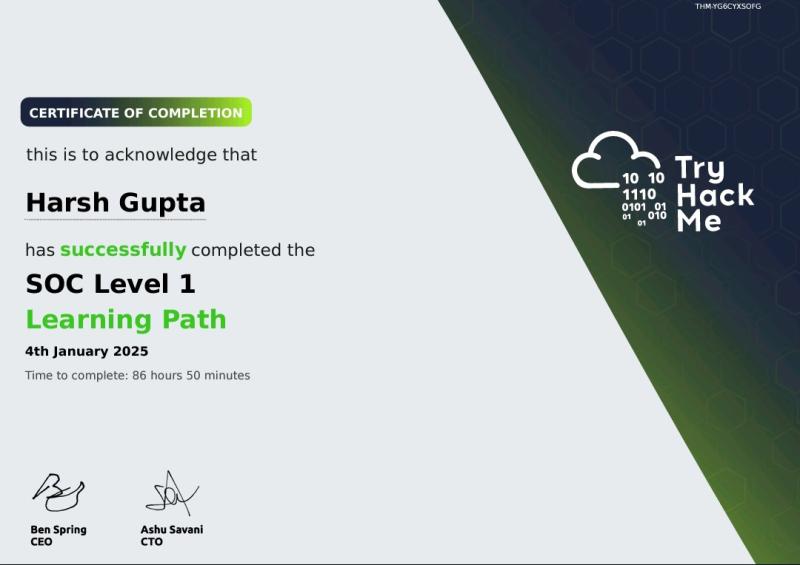 THM-YG6CYXSOFG
CERTIFICATE OF COMPLETION
this is to acknowledge that
Harsh Gupta
has successfully completed the
SOC Level 1
Learning Path
4th January 2025
Time to complete: 86 hours 50 minutes
10 10
1110
0101 01
01 010
01
Try
Hack
Me
Ben Spring
CEO
Ashu Savani
CTO